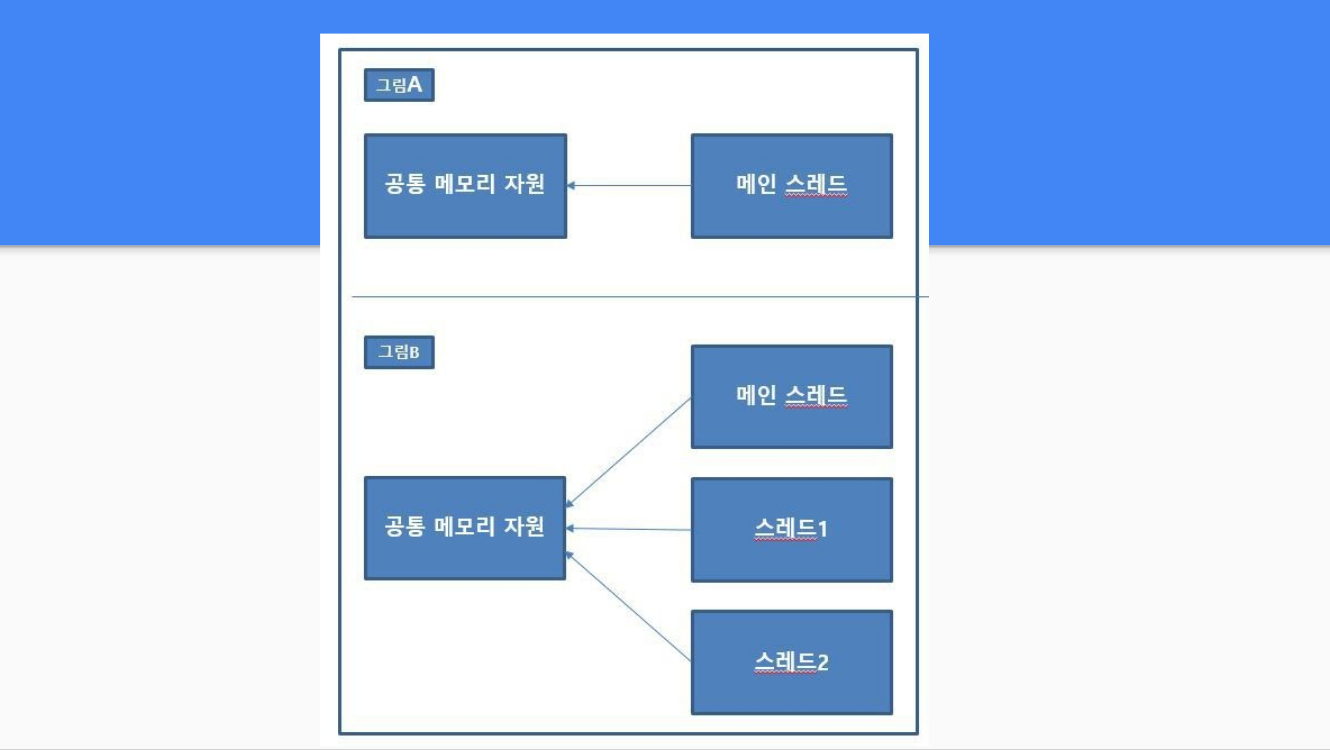 그림A
공통 메모리 자원
메인 스레드
그림B
메인 스레드
공통 메모리 자원
스레드1
스레드2